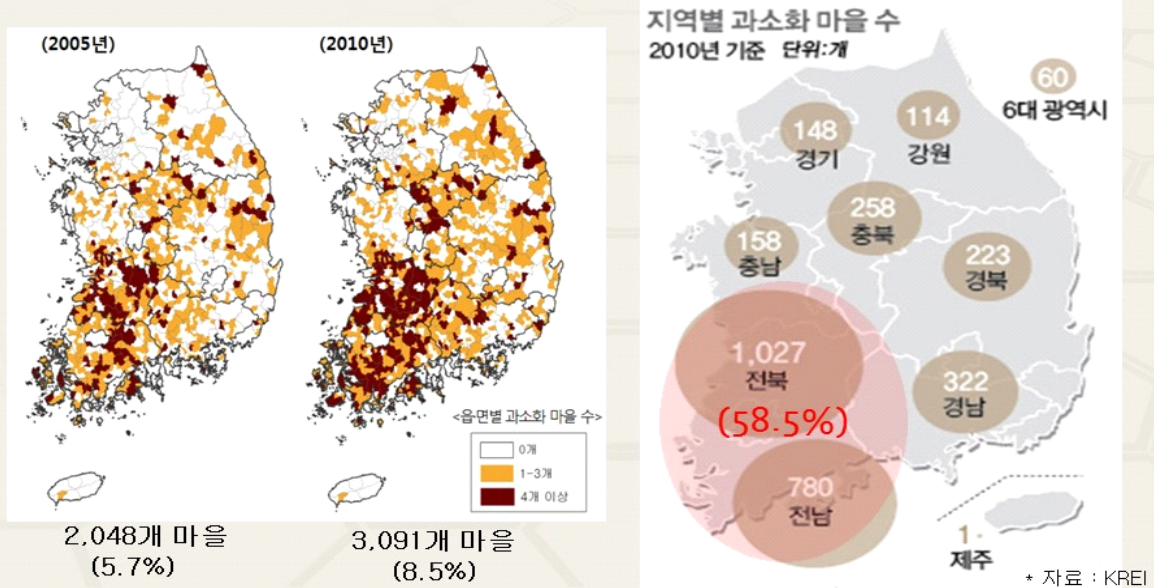 (2005년)
(2010년)
<읍면별 과소화 마을 수>
0개
1-3개
4개 이상
2,048개 마을
(5.7%)
3,091개 마을
(8.5%)
지역별 과소화 마을 수
2010년 기준 단위:개
60
6대 광역시
148
경기
114
강원
258
충북
158
충남
223
경북
1,027
전북
(58.5%)
322
경남
780
전남
1
제주
* 자료 : KREI